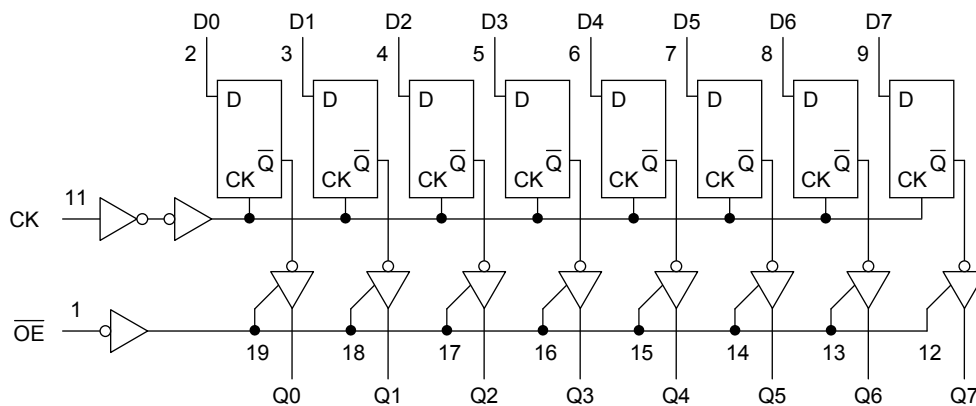 D0 D1 D2 D3 D4 D5 D6 D7
2 3 4 5 6 7 8 9
D D D D D D D D
Q̅ Q̅ Q̅ Q̅ Q̅ Q̅ Q̅ Q̅
CK CK CK CK CK CK CK CK
11
CK
1
O̅E̅
19 18 17 16 15 14 13 12
Q0 Q1 Q2 Q3 Q4 Q5 Q6 Q7